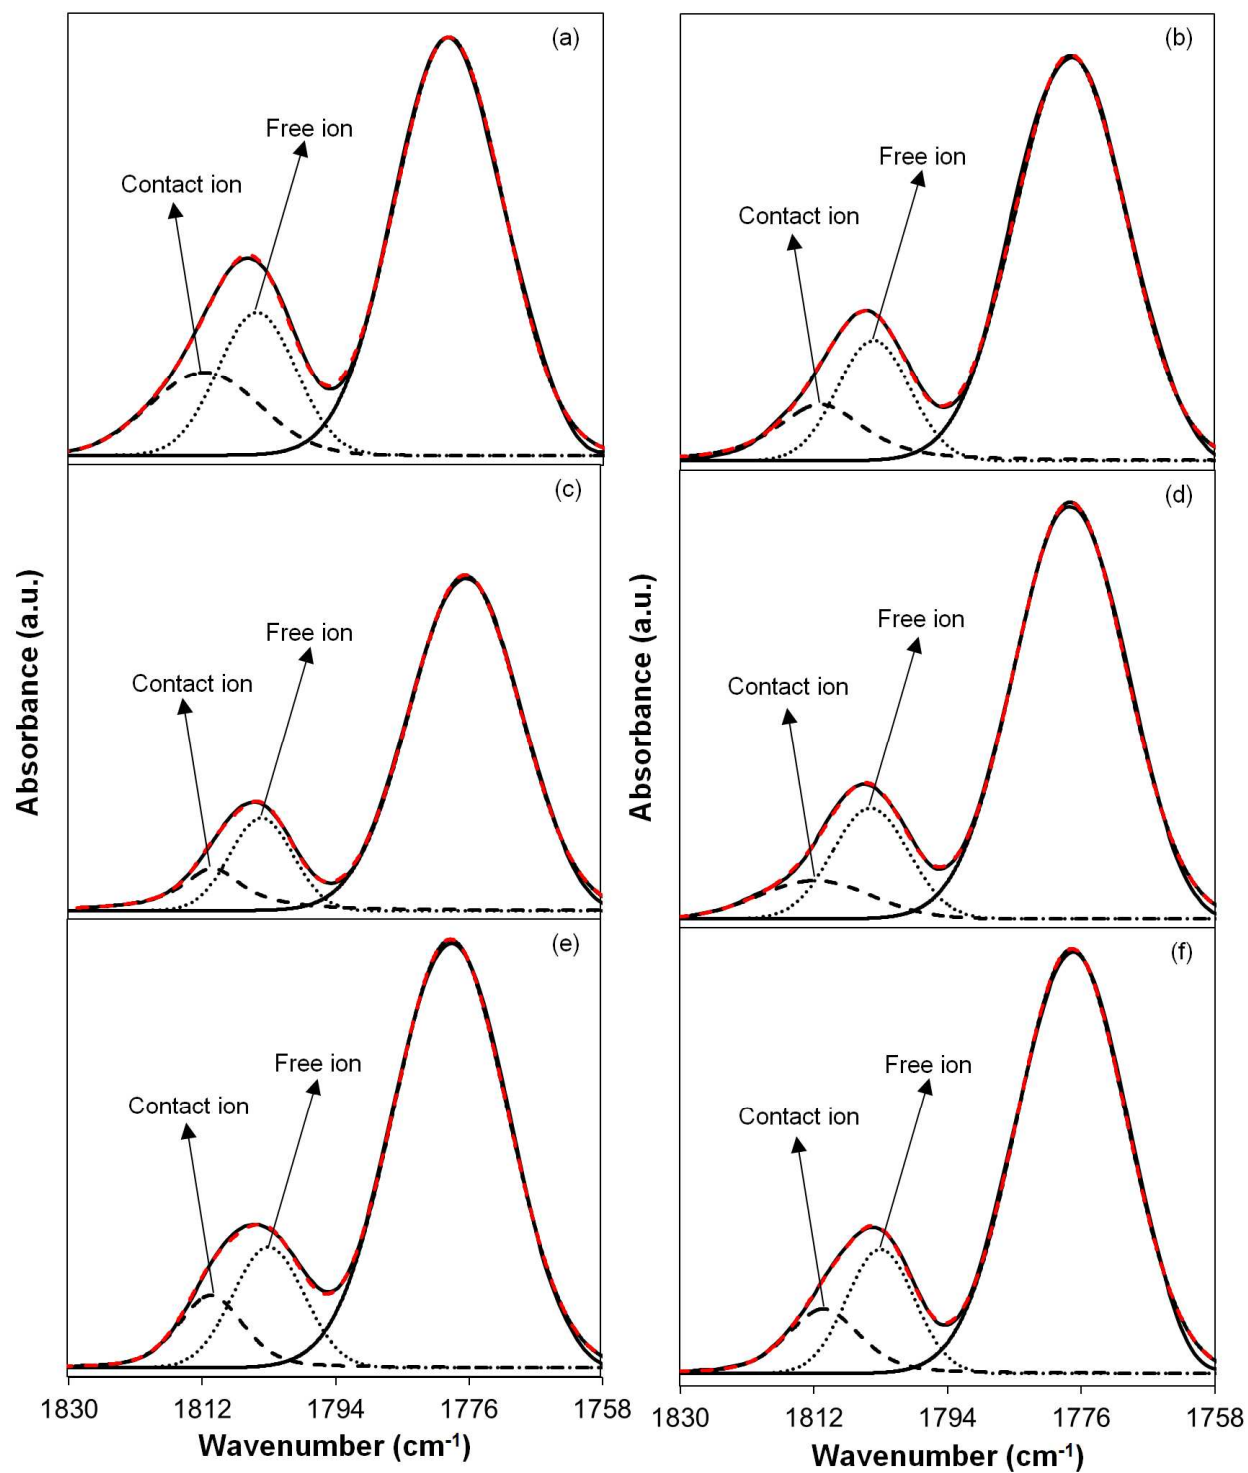 (a)
Free ion
Contact ion
(b)
Free ion
Contact ion
(c)
Free ion
Contact ion
(d)
Free ion
Contact ion
Absorbance (a.u.)
Absorbance (a.u.)
(e)
Free ion
Contact ion
(f)
Free ion
Contact ion
1830 1812 1794 1776 1758
Wavenumber (cm⁻¹)
1830 1812 1794 1776 1758
Wavenumber (cm⁻¹)